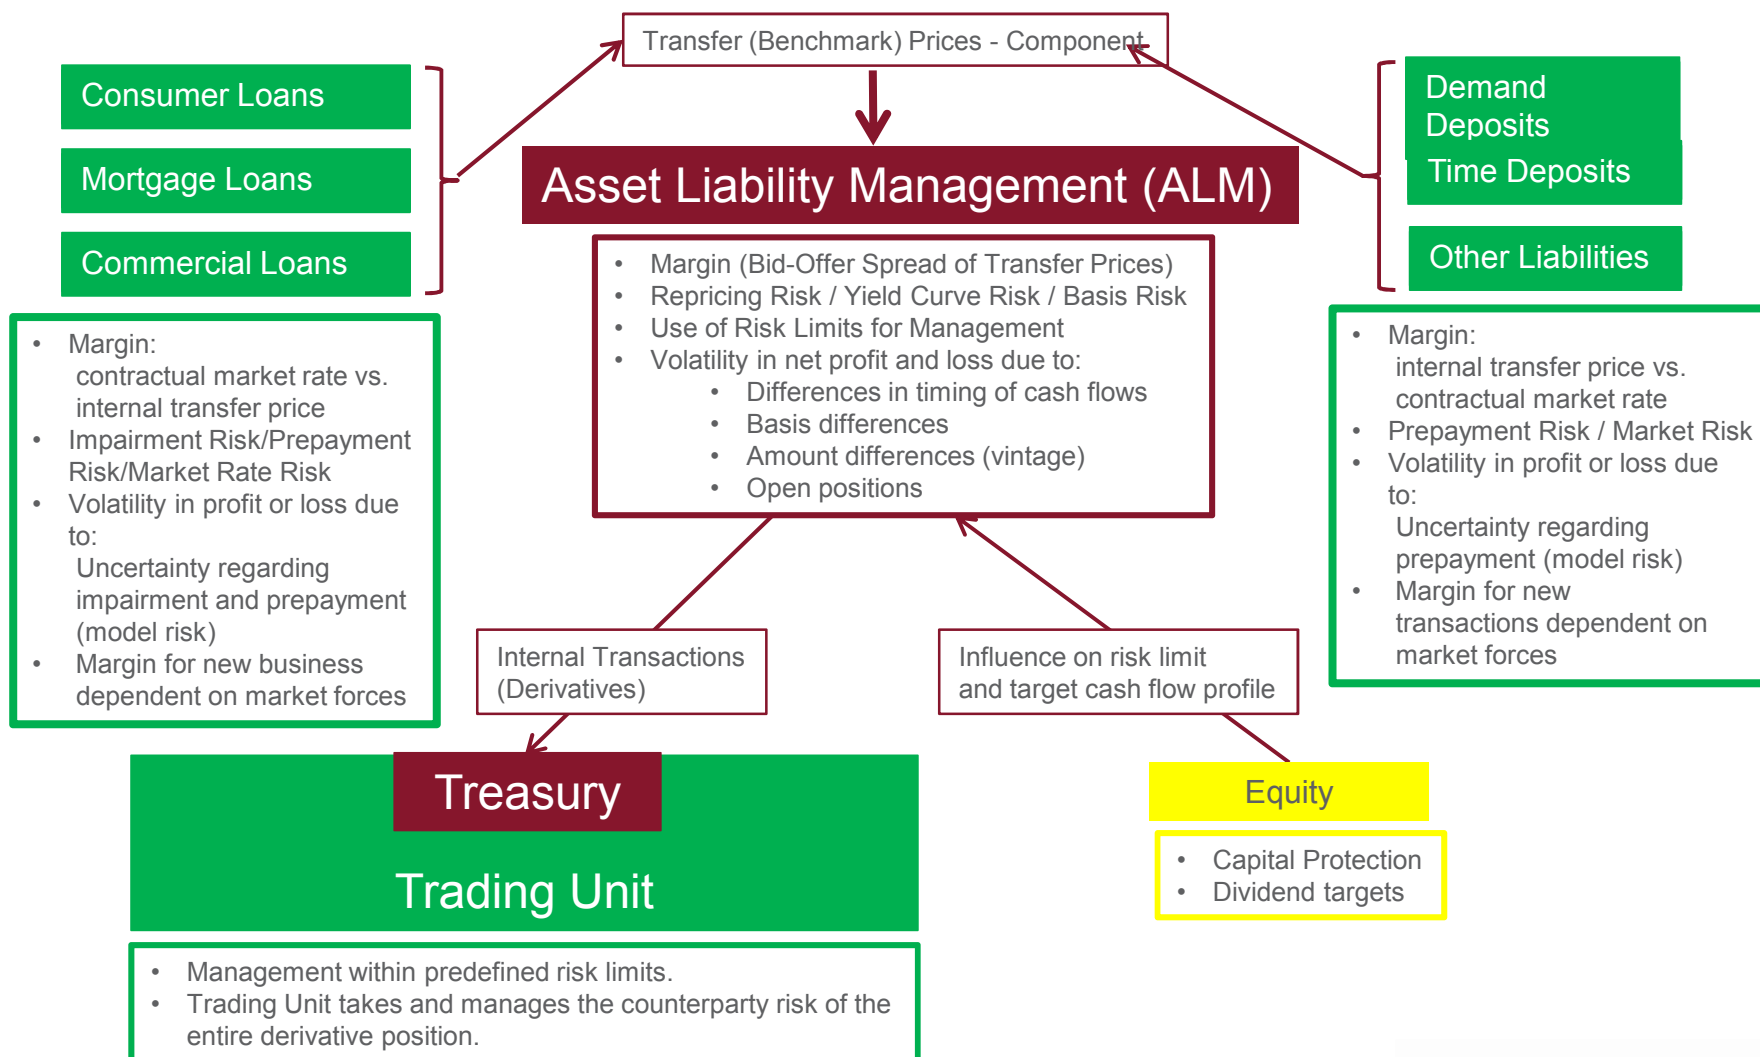 Transfer (Benchmark) Prices - Component
Consumer Loans
Mortgage Loans
Commercial Loans
• Margin:
contractual market rate vs.
internal transfer price
• Impairment Risk/Prepayment
Risk/Market Rate Risk
• Volatility in profit or loss due
to:
Uncertainty regarding
impairment and prepayment
(model risk)
• Margin for new business
dependent on market forces
Asset Liability Management (ALM)
• Margin (Bid-Offer Spread of Transfer Prices)
• Repricing Risk / Yield Curve Risk / Basis Risk
• Use of Risk Limits for Management
• Volatility in net profit and loss due to:
• Differences in timing of cash flows
• Basis differences
• Amount differences (vintage)
• Open positions
Demand
Deposits
Time Deposits
Other Liabilities
• Margin:
internal transfer price vs.
contractual market rate
• Prepayment Risk / Market Risk
• Volatility in profit or loss due
to:
Uncertainty regarding
prepayment (model risk)
• Margin for new
transactions dependent on
market forces
Internal Transactions
(Derivatives)
Influence on risk limit
and target cash flow profile
Treasury
Trading Unit
• Management within predefined risk limits.
• Trading Unit takes and manages the counterparty risk of the
entire derivative position.
Equity
• Capital Protection
• Dividend targets